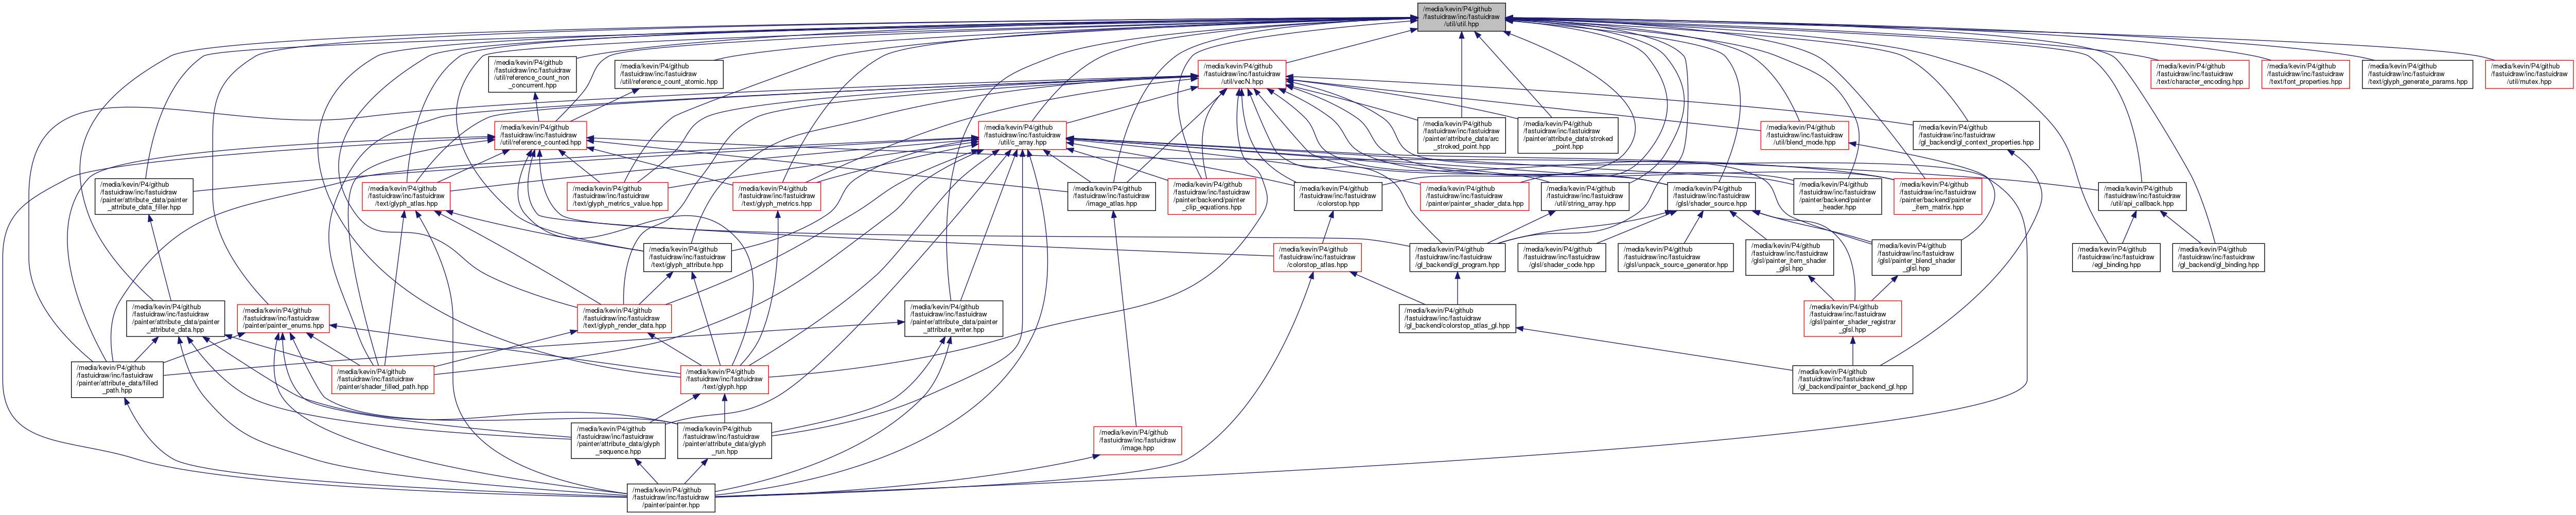 /media/kevin/P4/github
/fastuidraw/inc/fastuidraw
/util/util.hpp
/media/kevin/P4/github
/fastuidraw/inc/fastuidraw
/util/reference_count_non
_concurrent.hpp
/media/kevin/P4/github
/fastuidraw/inc/fastuidraw
/util/reference_count_atomic.hpp
/media/kevin/P4/github
/fastuidraw/inc/fastuidraw
/util/vecN.hpp
/media/kevin/P4/github
/fastuidraw/inc/fastuidraw
/text/character_encoding.hpp
/media/kevin/P4/github
/fastuidraw/inc/fastuidraw
/text/font_properties.hpp
/media/kevin/P4/github
/fastuidraw/inc/fastuidraw
/text/glyph_generate_params.hpp
/media/kevin/P4/github
/fastuidraw/inc/fastuidraw
/util/mutex.hpp
/media/kevin/P4/github
/fastuidraw/inc/fastuidraw
/util/reference_counted.hpp
/media/kevin/P4/github
/fastuidraw/inc/fastuidraw
/util/c_array.hpp
/media/kevin/P4/github
/fastuidraw/inc/fastuidraw
/painter/attribute_data/arc
_stroked_point.hpp
/media/kevin/P4/github
/fastuidraw/inc/fastuidraw
/painter/attribute_data/stroked
_point.hpp
/media/kevin/P4/github
/fastuidraw/inc/fastuidraw
/util/blend_mode.hpp
/media/kevin/P4/github
/fastuidraw/inc/fastuidraw
/gl_backend/gl_context_properties.hpp
/media/kevin/P4/github
/fastuidraw/inc/fastuidraw
/painter/attribute_data/painter
_attribute_data_filler.hpp
/media/kevin/P4/github
/fastuidraw/inc/fastuidraw
/text/glyph_atlas.hpp
/media/kevin/P4/github
/fastuidraw/inc/fastuidraw
/text/glyph_metrics_value.hpp
/media/kevin/P4/github
/fastuidraw/inc/fastuidraw
/text/glyph_metrics.hpp
/media/kevin/P4/github
/fastuidraw/inc/fastuidraw
/image_atlas.hpp
/media/kevin/P4/github
/fastuidraw/inc/fastuidraw
/painter/backend/painter
_clip_equations.hpp
/media/kevin/P4/github
/fastuidraw/inc/fastuidraw
/colorstop.hpp
/media/kevin/P4/github
/fastuidraw/inc/fastuidraw
/painter/painter_shader_data.hpp
/media/kevin/P4/github
/fastuidraw/inc/fastuidraw
/util/string_array.hpp
/media/kevin/P4/github
/fastuidraw/inc/fastuidraw
/glsl/shader_source.hpp
/media/kevin/P4/github
/fastuidraw/inc/fastuidraw
/painter/backend/painter
_header.hpp
/media/kevin/P4/github
/fastuidraw/inc/fastuidraw
/painter/backend/painter
_item_matrix.hpp
/media/kevin/P4/github
/fastuidraw/inc/fastuidraw
/util/api_callback.hpp
/media/kevin/P4/github
/fastuidraw/inc/fastuidraw
/text/glyph_attribute.hpp
/media/kevin/P4/github
/fastuidraw/inc/fastuidraw
/colorstop_atlas.hpp
/media/kevin/P4/github
/fastuidraw/inc/fastuidraw
/gl_backend/gl_program.hpp
/media/kevin/P4/github
/fastuidraw/inc/fastuidraw
/glsl/shader_code.hpp
/media/kevin/P4/github
/fastuidraw/inc/fastuidraw
/glsl/unpack_source_generator.hpp
/media/kevin/P4/github
/fastuidraw/inc/fastuidraw
/glsl/painter_item_shader
_glsl.hpp
/media/kevin/P4/github
/fastuidraw/inc/fastuidraw
/glsl/painter_blend_shader
_glsl.hpp
/media/kevin/P4/github
/fastuidraw/inc/fastuidraw
/egl_binding.hpp
/media/kevin/P4/github
/fastuidraw/inc/fastuidraw
/gl_backend/gl_binding.hpp
/media/kevin/P4/github
/fastuidraw/inc/fastuidraw
/painter/attribute_data/painter
_attribute_data.hpp
/media/kevin/P4/github
/fastuidraw/inc/fastuidraw
/painter/painter_enums.hpp
/media/kevin/P4/github
/fastuidraw/inc/fastuidraw
/text/glyph_render_data.hpp
/media/kevin/P4/github
/fastuidraw/inc/fastuidraw
/painter/attribute_data/painter
_attribute_writer.hpp
/media/kevin/P4/github
/fastuidraw/inc/fastuidraw
/gl_backend/colorstop_atlas_gl.hpp
/media/kevin/P4/github
/fastuidraw/inc/fastuidraw
/glsl/painter_shader_registrar
_glsl.hpp
/media/kevin/P4/github
/fastuidraw/inc/fastuidraw
/painter/attribute_data/filled
_path.hpp
/media/kevin/P4/github
/fastuidraw/inc/fastuidraw
/painter/shader_filled_path.hpp
/media/kevin/P4/github
/fastuidraw/inc/fastuidraw
/text/glyph.hpp
/media/kevin/P4/github
/fastuidraw/inc/fastuidraw
/gl_backend/painter_backend_gl.hpp
/media/kevin/P4/github
/fastuidraw/inc/fastuidraw
/painter/attribute_data/glyph
_sequence.hpp
/media/kevin/P4/github
/fastuidraw/inc/fastuidraw
/painter/attribute_data/glyph
_run.hpp
/media/kevin/P4/github
/fastuidraw/inc/fastuidraw
/image.hpp
/media/kevin/P4/github
/fastuidraw/inc/fastuidraw
/painter/painter.hpp